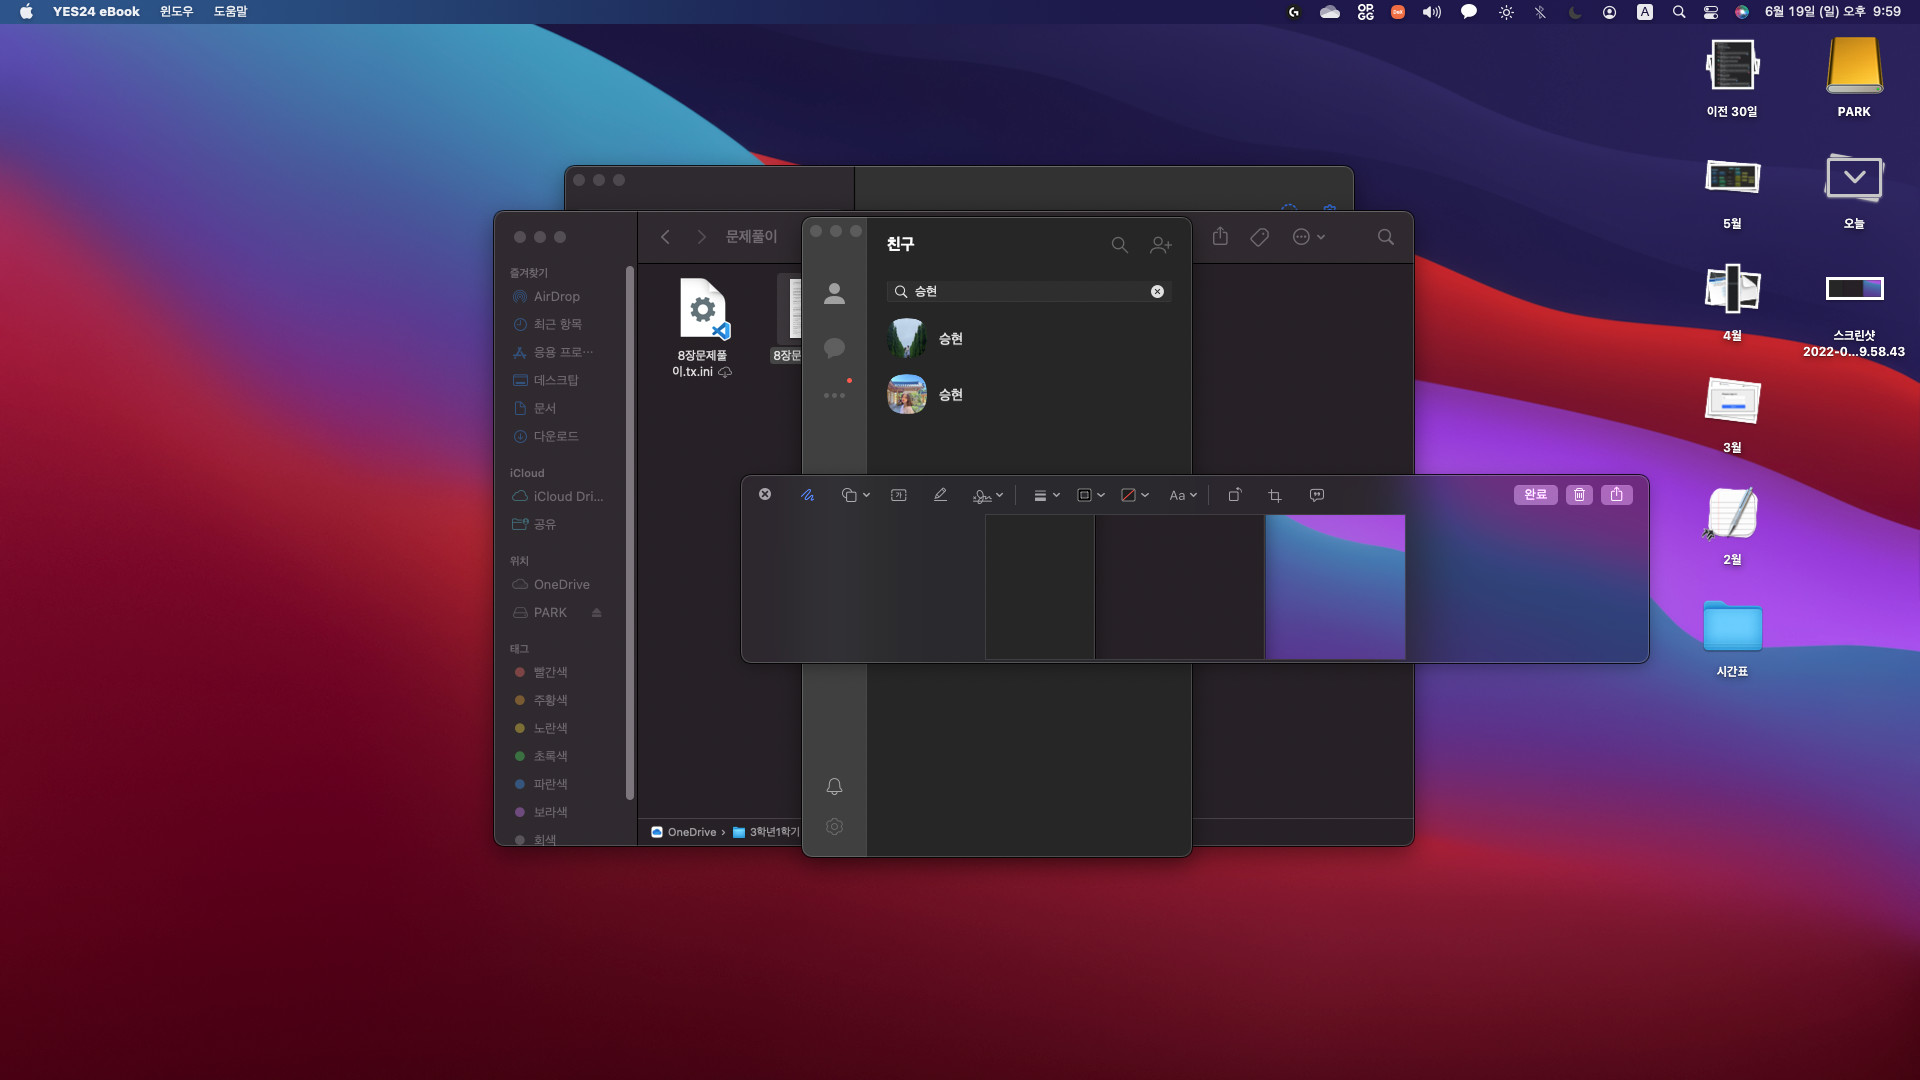 YES24 eBook 윈도우 도움말
OP.GG
A
6월 19일 (일) 오후 9:59
이전 30일
PARK
5월
오늘
4월
스크린샷
2022-0...9.58.43
3월
2월
시간표
즐겨찾기
AirDrop
최근 항목
응용 프로…
데스크탑
문서
다운로드
iCloud
iCloud Dri...
공유
위치
OneDrive
PARK
태그
빨간색
주황색
노란색
초록색
파란색
보라색
회색
문제풀이
8장문제풀
이.tx.ini
8장문
OneDrive › 3학년1학기
친구
승현
승현
승현
가
Aa
완료